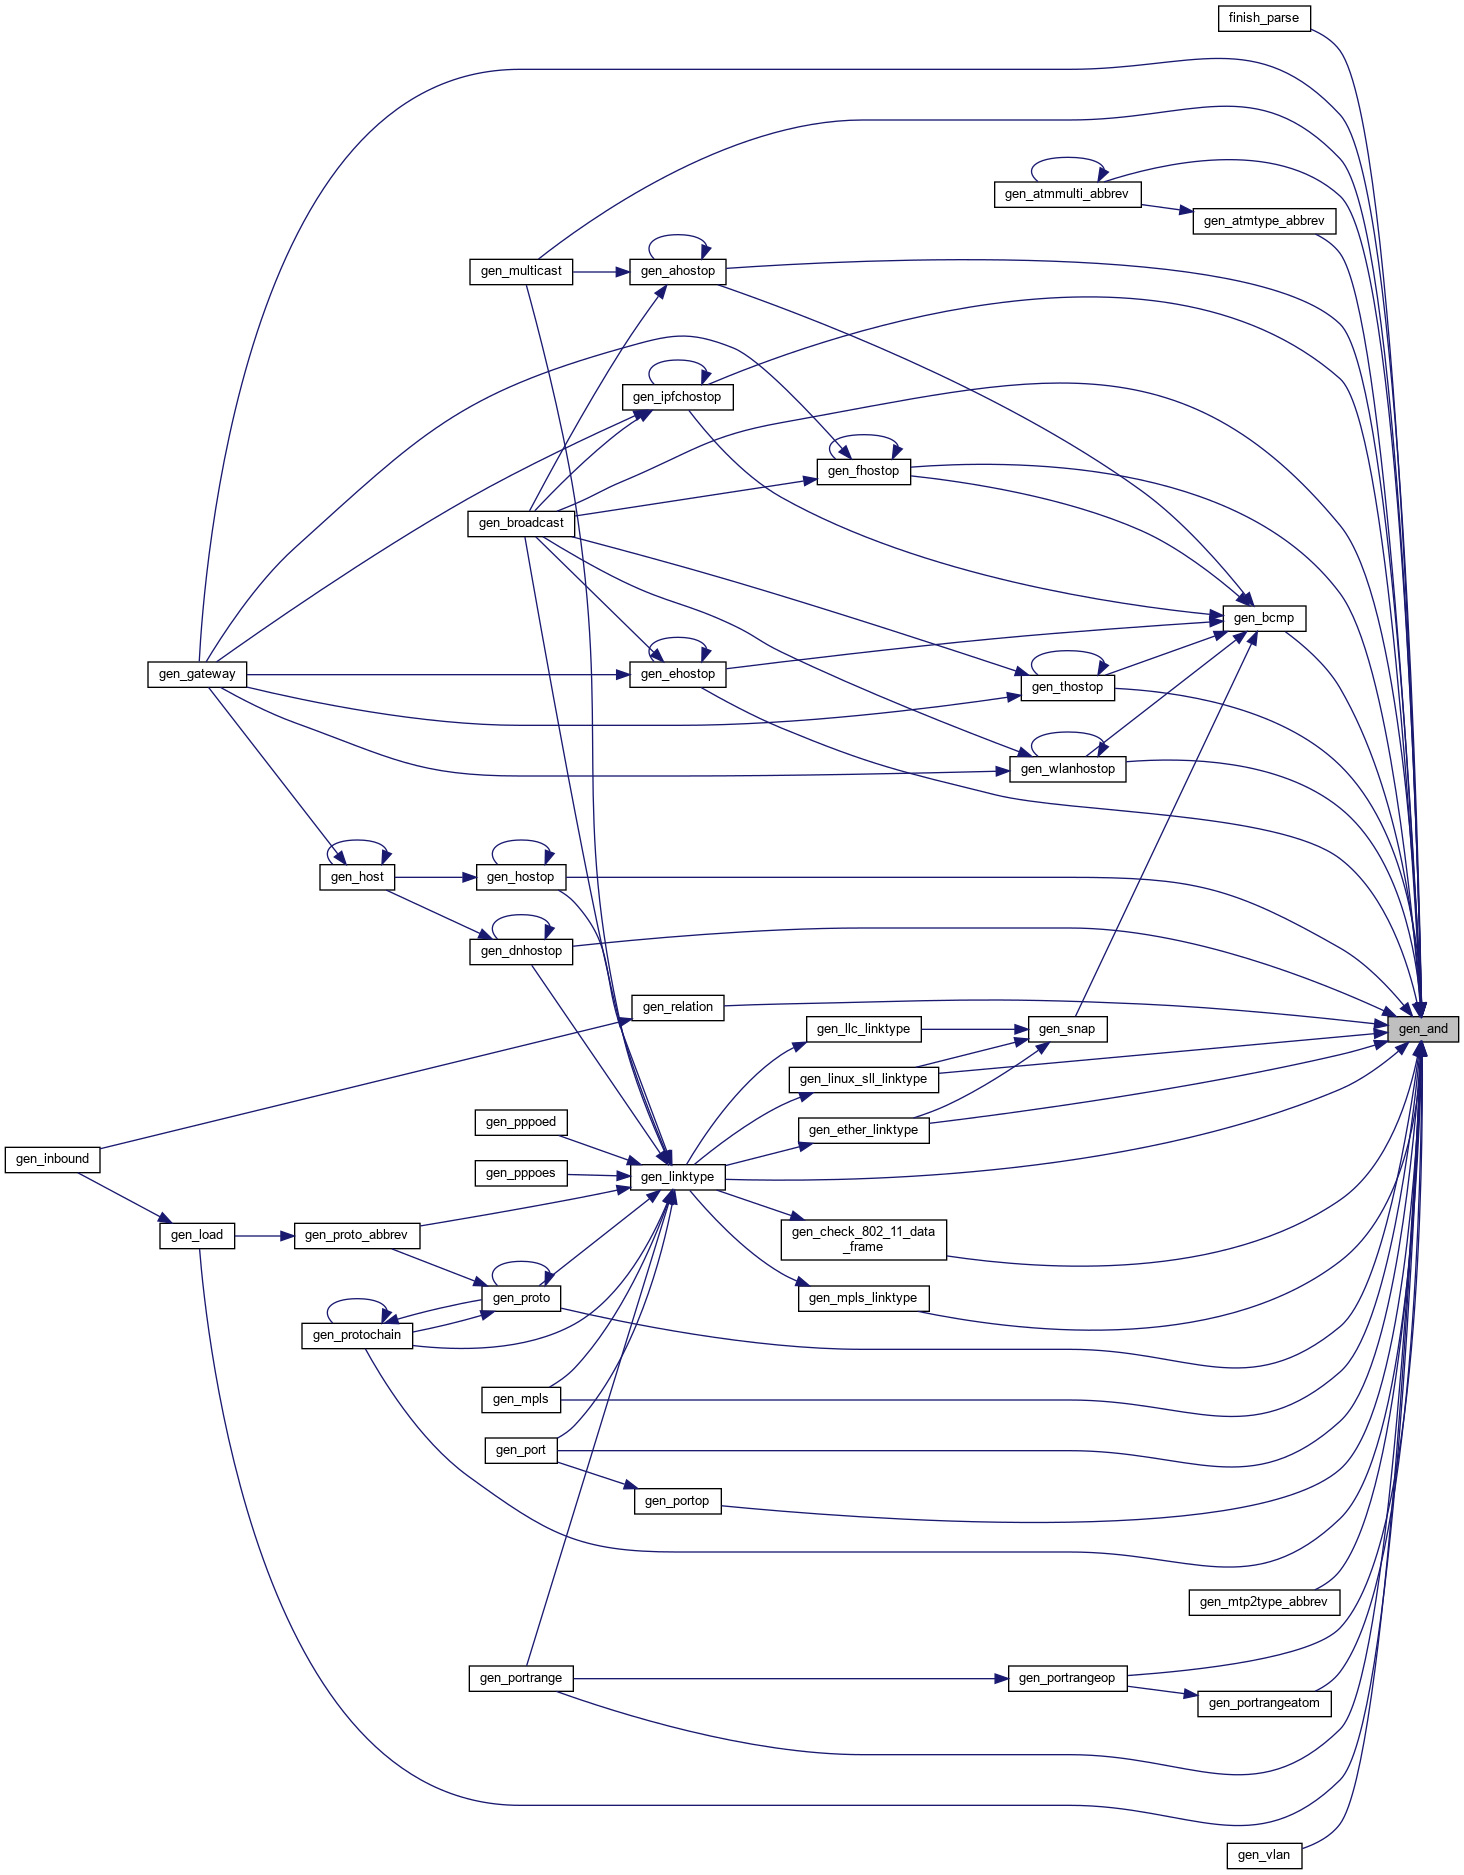 finish_parse
gen_atmmulti_abbrev
gen_atmtype_abbrev
gen_multicast
gen_ahostop
gen_ipfchostop
gen_fhostop
gen_broadcast
gen_bcmp
gen_gateway
gen_ehostop
gen_thostop
gen_wlanhostop
gen_host
gen_hostop
gen_dnhostop
gen_relation
gen_llc_linktype
gen_snap
gen_and
gen_linux_sll_linktype
gen_pppoed
gen_ether_linktype
gen_inbound
gen_pppoes
gen_linktype
gen_load
gen_proto_abbrev
gen_check_802_11_data
_frame
gen_proto
gen_mpls_linktype
gen_protochain
gen_mpls
gen_port
gen_portop
gen_mtp2type_abbrev
gen_portrange
gen_portrangeop
gen_portrangeatom
gen_vlan